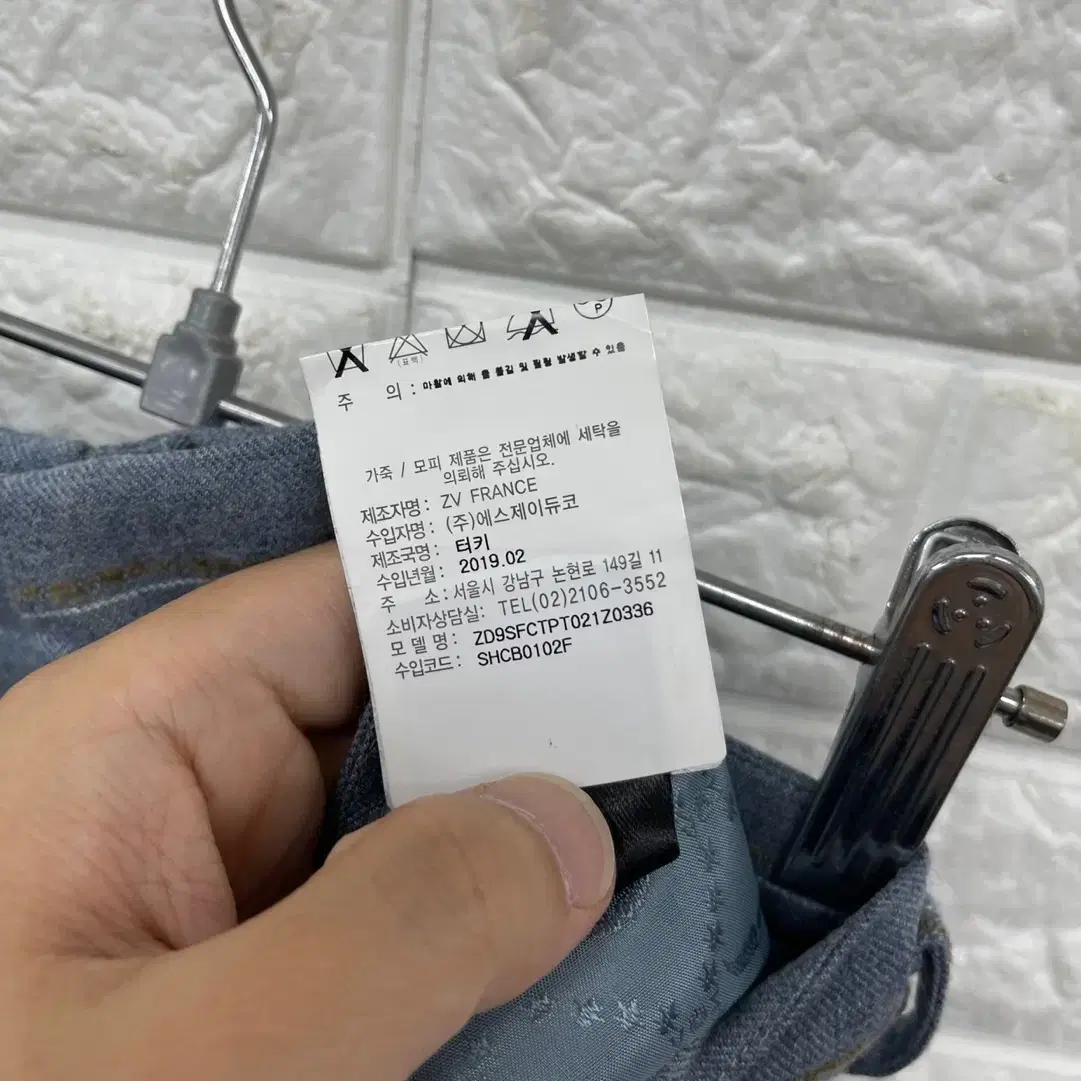 (표백)
P
주 의 : 마찰에 의해 올 뜯김 및 필링 발생할 수 있음
가죽 / 모피 제품은 전문업체에 세탁을
의뢰해 주십시오.
제조자명 : ZV FRANCE
수입자명 : (주)에스제이듀코
제조국명 : 터키
수입년월 : 2019.02
주 소 : 서울시 강남구 논현로 149길 11
소비자상담실: TEL(02)2106-3552
모 델 명 : ZD9SFCTPT021Z0336
수입코드 : SHCB0102F